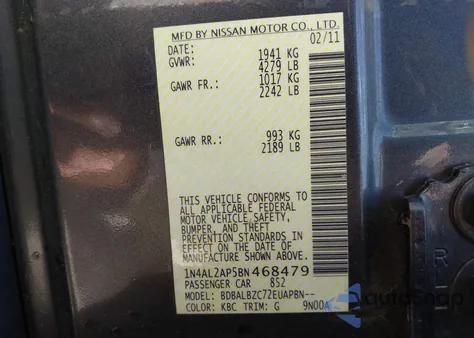 MFD BY NISSAN MOTOR CO., LTD.
DATE: 02/11
GVWR: 1941 KG
4279 LB
GAWR FR: 1017 KG
2242 LB
GAWR RR: 993 KG
2189 LB
THIS VEHICLE CONFORMS TO
ALL APPLICABLE FEDERAL
MOTOR VEHICLE SAFETY,
BUMPER, AND THEFT
PREVENTION STANDARDS IN
EFFECT ON THE DATE OF
MANUFACTURE SHOWN ABOVE.
1N4AL2AP5BN468479
PASSENGER CAR 852
MODEL: BDBALBZC72EUAPBN--
COLOR: KBC TRIM: G 9N00A
R L
autoSnap